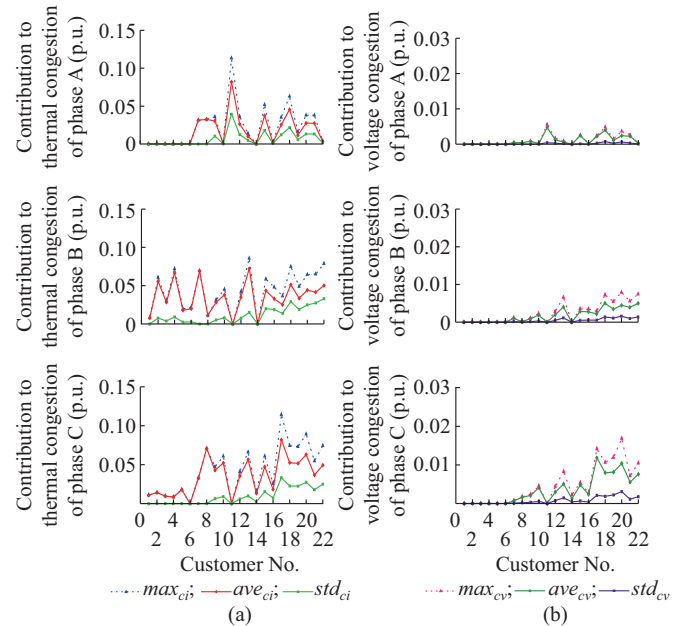 Contribution to
thermal congestion
of phase A (p.u.)
0.15
0.10
0.05
0
Contribution to
voltage congestion
of phase A (p.u.)
0.03
0.02
0.01
0
Contribution to
thermal congestion
of phase B (p.u.)
0.15
0.10
0.05
0
Contribution to
voltage congestion
of phase B (p.u.)
0.03
0.02
0.01
0
Contribution to
thermal congestion
of phase C (p.u.)
0.15
0.10
0.05
Contribution to
voltage congestion
of phase C (p.u.)
0.03
0.02
0.01
0 4 8 10 12 16 20
2 6 10 14 18 22
Customer No.
max_ci; ave_ci; std_ci
(a)
0 4 8 12 16 20
2 6 10 14 18 22
Customer No.
max_cv; ave_cv; std_cv
(b)